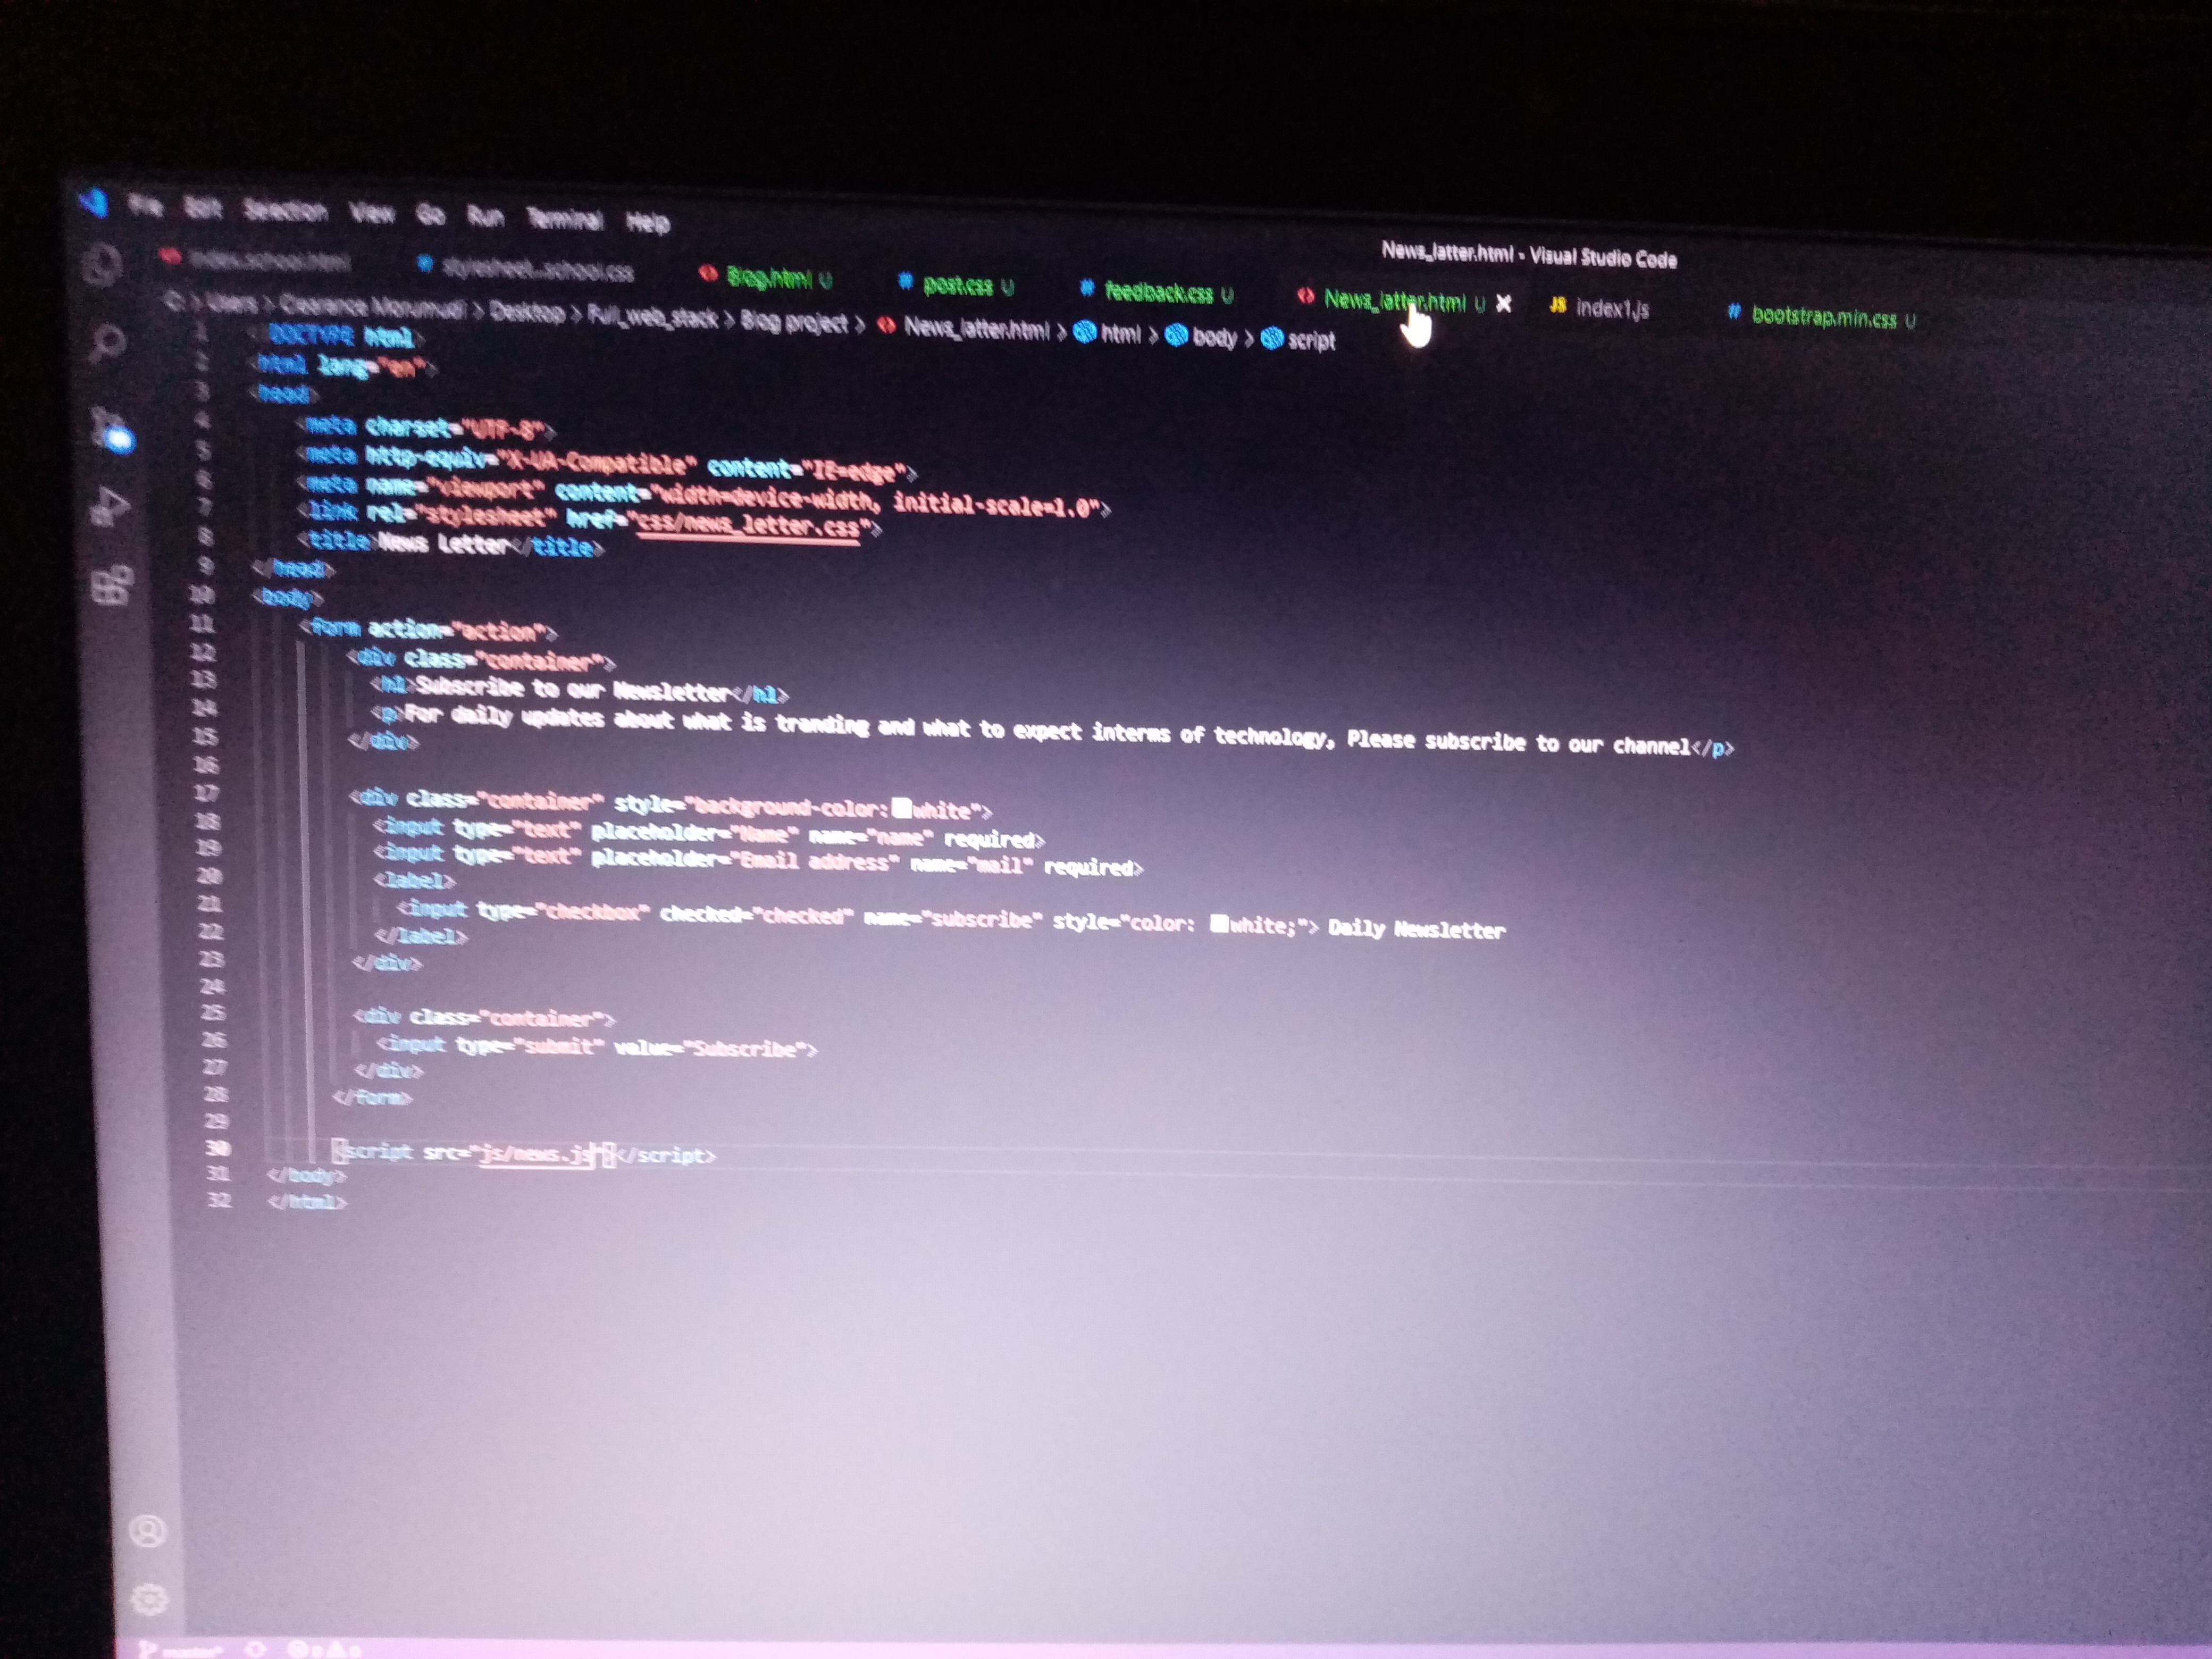 File Edit Selection View Go Run Terminal Help
News_latter.html - Visual Studio Code
index.school.html
stylesheet...school.css
Blog.html U
post.css U
feedback.css U
News_latter.html U
JS index1.js
bootstrap.min.css U
C: > Users > Clearance Morumudi > Desktop > Full_web_stack > Blog project > News_latter.html > html > body > script
1 <!DOCTYPE html>
2 <html lang="en">
3 <head>
4 <meta charset="UTF-8">
5 <meta http-equiv="X-UA-Compatible" content="IE=edge">
6 <meta name="viewport" content="width=device-width, initial-scale=1.0">
7 <link rel="stylesheet" href="css/news_letter.css">
8 <title>News Letter</title>
9 </head>
10 <body>
11 <form action="action">
12 <div class="container">
13 <h1>Subscribe to our Newsletter</h1>
14 <p>For daily updates about what is tranding and what to expect interms of technology, Please subscribe to our channel</p>
15 </div>
16
17 <div class="container" style="background-color:white">
18 <input type="text" placeholder="Name" name="name" required>
19 <input type="text" placeholder="Email address" name="mail" required>
20 <label>
21 <input type="checkbox" checked="checked" name="subscribe" style="color: white;"> Daily Newsletter
22 </label>
23 </div>
24
25 <div class="container">
26 <input type="submit" value="Subscribe">
27 </div>
28 </form>
29
30 <script src="js/news.js"></script>
31 </body>
32 </html>
master*
0 0